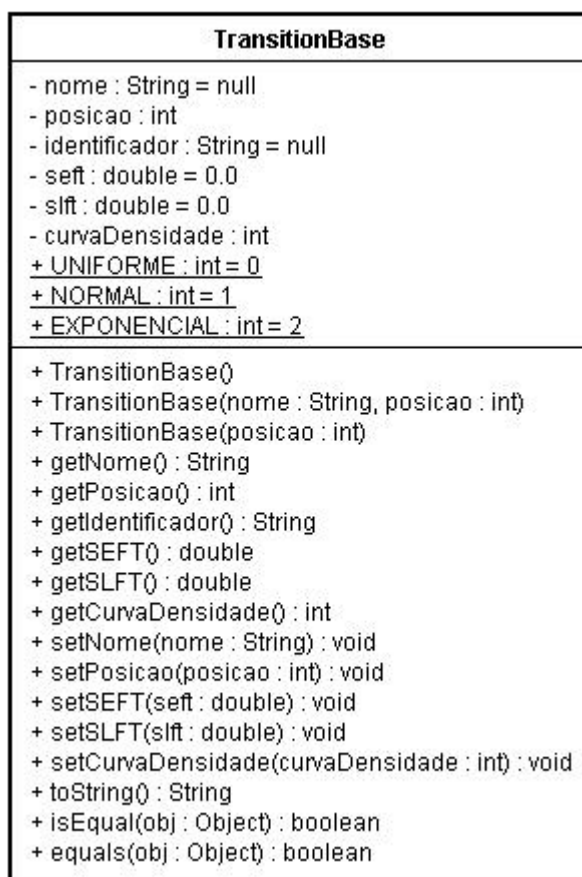 TransitionBase
- nome : String = null
- posicao : int
- identificador : String = null
- seft : double = 0.0
- slft : double = 0.0
- curvaDensidade : int
+ UNIFORME : int = 0
+ NORMAL : int = 1
+ EXPONENCIAL : int = 2
+ TransitionBase()
+ TransitionBase(nome : String, posicao : int)
+ TransitionBase(posicao : int)
+ getNome() : String
+ getPosicao() : int
+ getIdentificador() : String
+ getSEFT() : double
+ getSLFT() : double
+ getCurvaDensidade() : int
+ setNome(nome : String) : void
+ setPosicao(posicao : int) : void
+ setSEFT(seft : double) : void
+ setSLFT(slft : double) : void
+ setCurvaDensidade(curvaDensidade : int) : void
+ toString() : String
+ isEqual(obj : Object) : boolean
+ equals(obj : Object) : boolean